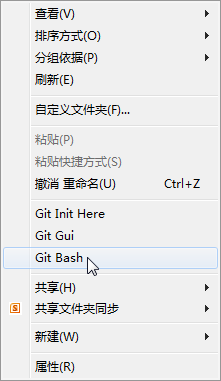 查看(V)
排序方式(O)
分组依据(P)
刷新(E)
自定义文件夹(F)...
粘贴(P)
粘贴快捷方式(S)
撤消 重命名(U) Ctrl+Z
Git Init Here
Git Gui
Git Bash
共享(H)
S 共享文件夹同步
新建(W)
属性(R)